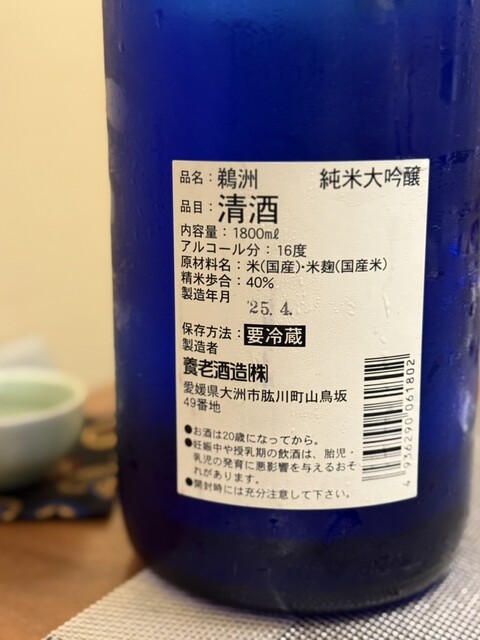 品名：鵜洲 純米大吟醸
品目：清酒
内容量：1800㎖
アルコール分：16度
原材料名：米(国産)・米麹(国産米)
精米歩合：40%
製造年月
'25.4.
保存方法：要冷蔵
製造者
養老酒造㈱
愛媛県大洲市肱川町山鳥坂
49番地
●お酒は20歳になってから。
●妊娠中や授乳期の飲酒は、胎児・
乳児の発育に悪影響を与えるおそ
れがあります。
●開封時には充分注意して下さい。
4 936290 061802